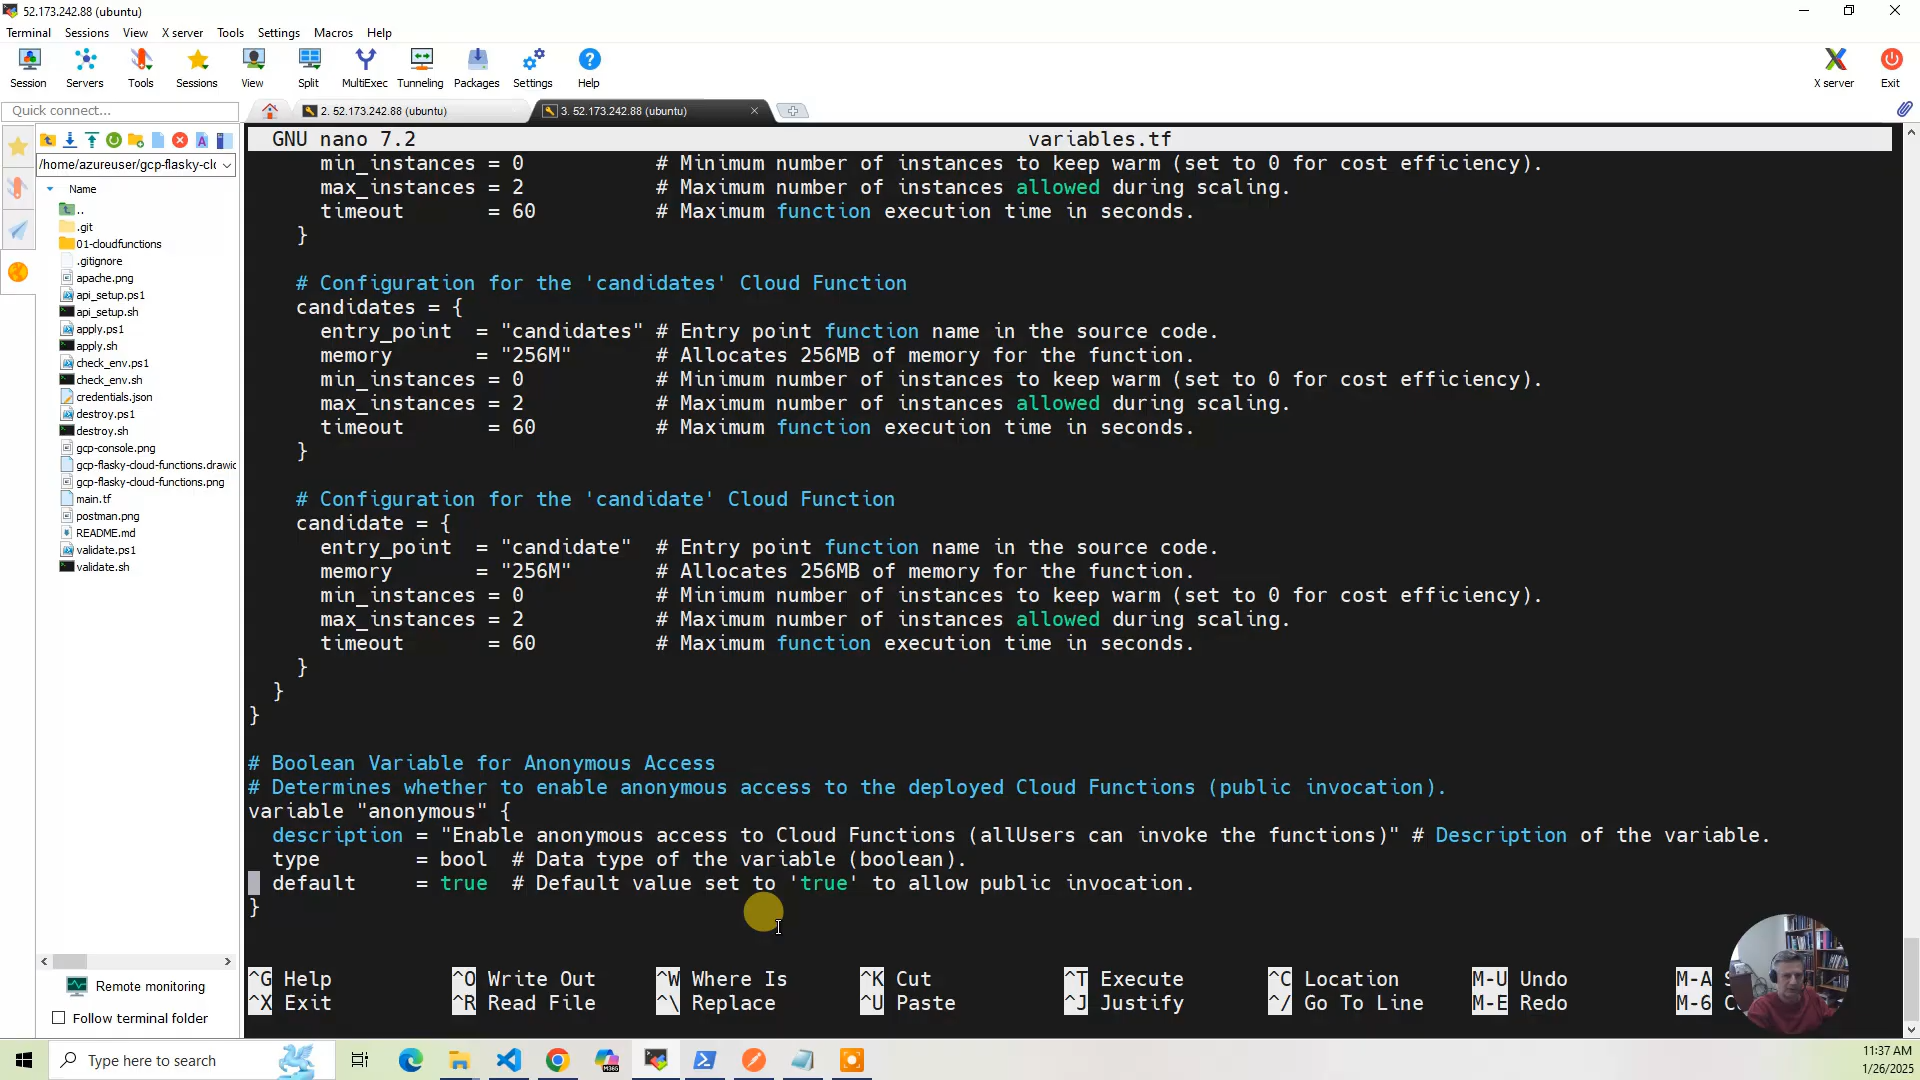 52.173.242.88 (ubuntu)
Terminal Sessions View X server Tools Settings Macros Help
Session Servers Tools Sessions View Split MultiExec Tunneling Packages Settings Help X server Exit
Quick connect...
2. 52.173.242.88 (ubuntu)
3. 52.173.242.88 (ubuntu)
/home/azureuser/gcp-flasky-clo
Name
..
.git
01-cloudfunctions
.gitignore
apache.png
api_setup.ps1
api_setup.sh
apply.ps1
apply.sh
check_env.ps1
check_env.sh
credentials.json
destroy.ps1
destroy.sh
gcp-console.png
gcp-flasky-cloud-functions.drawio
gcp-flasky-cloud-functions.png
main.tf
postman.png
README.md
validate.ps1
validate.sh
Remote monitoring
Follow terminal folder
GNU nano 7.2 variables.tf
min_instances = 0 # Minimum number of instances to keep warm (set to 0 for cost efficiency).
max_instances = 2 # Maximum number of instances allowed during scaling.
timeout = 60 # Maximum function execution time in seconds.
}
# Configuration for the 'candidates' Cloud Function
candidates = {
entry_point = "candidates" # Entry point function name in the source code.
memory = "256M" # Allocates 256MB of memory for the function.
min_instances = 0 # Minimum number of instances to keep warm (set to 0 for cost efficiency).
max_instances = 2 # Maximum number of instances allowed during scaling.
timeout = 60 # Maximum function execution time in seconds.
}
# Configuration for the 'candidate' Cloud Function
candidate = {
entry_point = "candidate" # Entry point function name in the source code.
memory = "256M" # Allocates 256MB of memory for the function.
min_instances = 0 # Minimum number of instances to keep warm (set to 0 for cost efficiency).
max_instances = 2 # Maximum number of instances allowed during scaling.
timeout = 60 # Maximum function execution time in seconds.
}
}
}
# Boolean Variable for Anonymous Access
# Determines whether to enable anonymous access to the deployed Cloud Functions (public invocation).
variable "anonymous" {
description = "Enable anonymous access to Cloud Functions (allUsers can invoke the functions)" # Description of the variable.
type = bool # Data type of the variable (boolean).
default = true # Default value set to 'true' to allow public invocation.
}
^G Help ^O Write Out ^W Where Is ^K Cut ^T Execute ^C Location M-U Undo M-A
^X Exit ^R Read File ^\ Replace ^U Paste ^J Justify ^/ Go To Line M-E Redo M-6
Type here to search
11:37 AM
1/26/2025